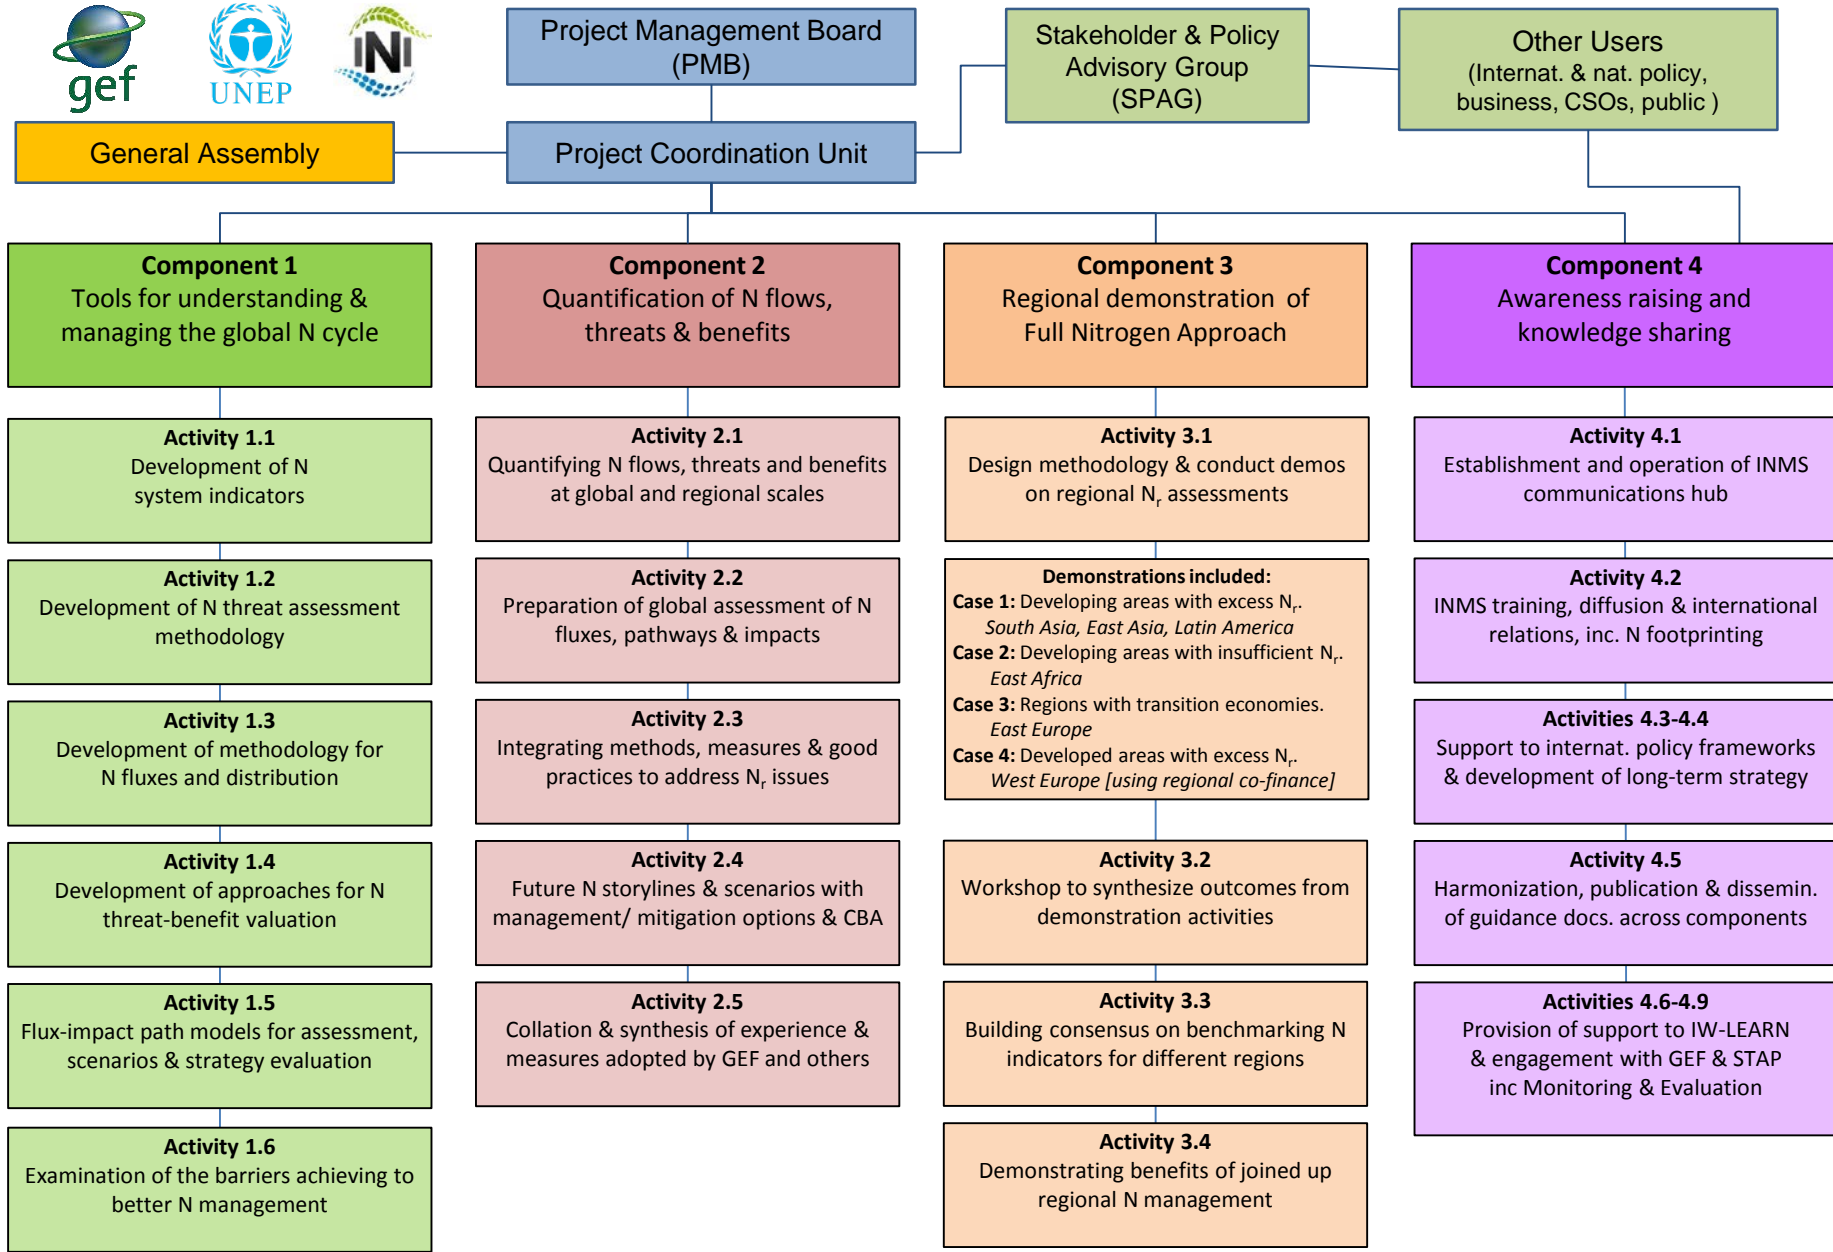 gef
UNEP
INI
Project Management Board
(PMB)
Stakeholder & Policy
Advisory Group
(SPAG)
Other Users
(Internat. & nat. policy,
business, CSOs, public )
General Assembly
Project Coordination Unit
Component 1
Tools for understanding &
managing the global N cycle
Activity 1.1
Development of N
system indicators
Activity 1.2
Development of N threat assessment
methodology
Activity 1.3
Development of methodology for
N fluxes and distribution
Activity 1.4
Development of approaches for N
threat-benefit valuation
Activity 1.5
Flux-impact path models for assessment,
scenarios & strategy evaluation
Activity 1.6
Examination of the barriers achieving to
better N management
Component 2
Quantification of N flows,
threats & benefits
Activity 2.1
Quantifying N flows, threats and benefits
at global and regional scales
Activity 2.2
Preparation of global assessment of N
fluxes, pathways & impacts
Activity 2.3
Integrating methods, measures & good
practices to address Nr issues
Activity 2.4
Future N storylines & scenarios with
management/ mitigation options & CBA
Activity 2.5
Collation & synthesis of experience &
measures adopted by GEF and others
Component 3
Regional demonstration of
Full Nitrogen Approach
Activity 3.1
Design methodology & conduct demos
on regional Nr assessments
Demonstrations included:
Case 1: Developing areas with excess Nr.
South Asia, East Asia, Latin America
Case 2: Developing areas with insufficient Nr.
East Africa
Case 3: Regions with transition economies.
East Europe
Case 4: Developed areas with excess Nr.
West Europe [using regional co-finance]
Activity 3.2
Workshop to synthesize outcomes from
demonstration activities
Activity 3.3
Building consensus on benchmarking N
indicators for different regions
Activity 3.4
Demonstrating benefits of joined up
regional N management
Component 4
Awareness raising and
knowledge sharing
Activity 4.1
Establishment and operation of INMS
communications hub
Activity 4.2
INMS training, diffusion & international
relations, inc. N footprinting
Activities 4.3-4.4
Support to internat. policy frameworks
& development of long-term strategy
Activity 4.5
Harmonization, publication & dissemin.
of guidance docs. across components
Activities 4.6-4.9
Provision of support to IW-LEARN
& engagement with GEF & STAP
inc Monitoring & Evaluation